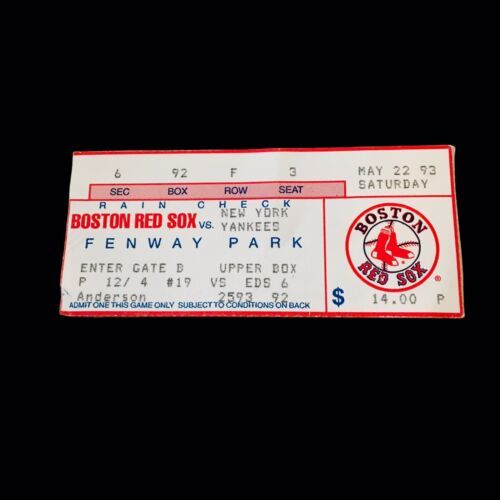 6 92 F 3
SEC BOX ROW SEAT
RAIN CHECK
BOSTON RED SOX VS. NEW YORK YANKEES
FENWAY PARK
ENTER GATE D UPPER BOX
P 12/4 #19 VS EDS 6
Anderson 2593 92
ADMIT ONE THIS GAME ONLY SUBJECT TO CONDITIONS ON BACK
MAY 22 93
SATURDAY
BOSTON
RED SOX ®
$ 14.00 P